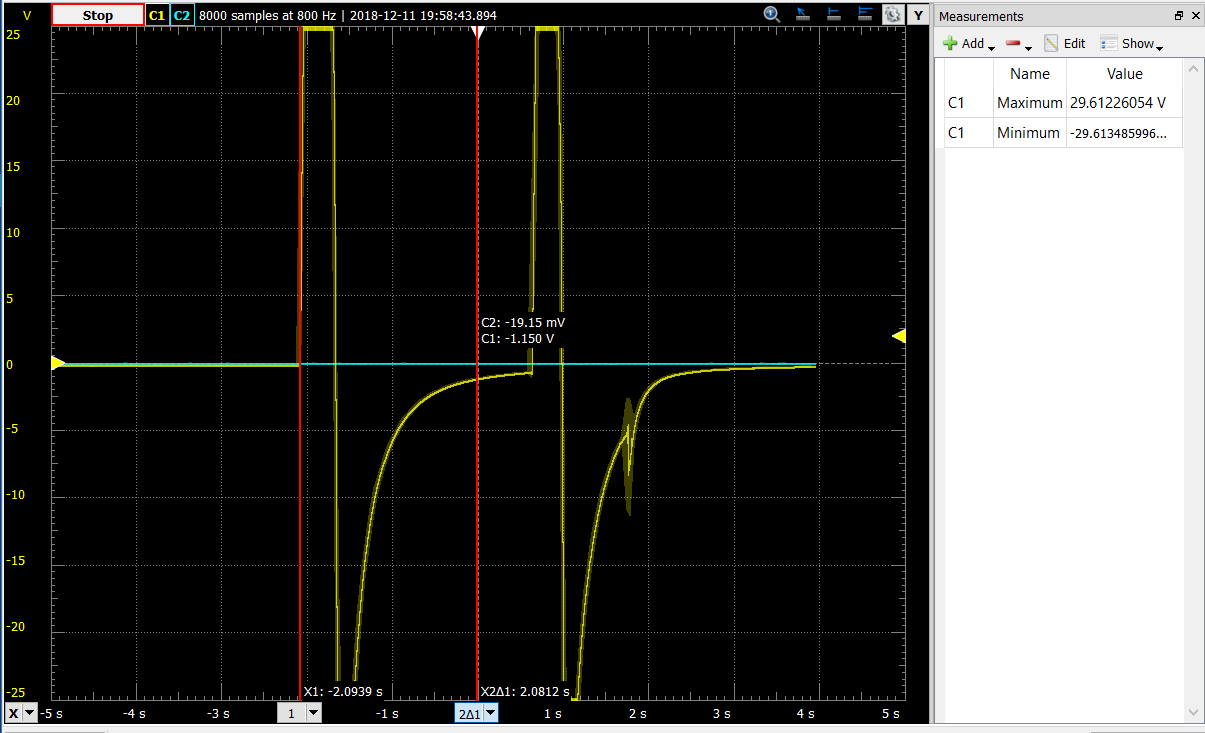 V Stop C1 C2 8000 samples at 800 Hz | 2018-12-11 19:58:43.894 Y
Measurements
Add Edit Show
Name Value
C1 Maximum 29.61226054 V
C1 Minimum -29.613485996...
25
20
15
10
5
0
-5
-10
-15
-20
-25
C2: -19.15 mV
C1: -1.150 V
X1: -2.0939 s X2Δ1: 2.0812 s
X -5 s -4 s -3 s 1 -1 s 2Δ1 1 s 2 s 3 s 4 s 5 s